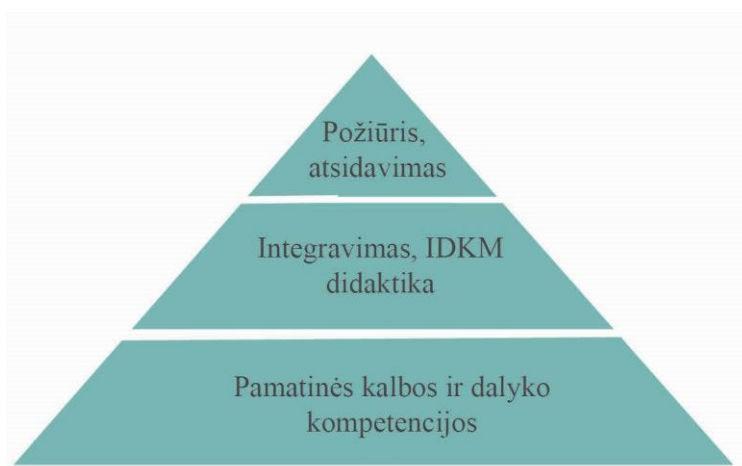 Požiūris,
atsidavimas
Integravimas, IDKM
didaktika
Pamatinės kalbos ir dalyko
kompetencijos